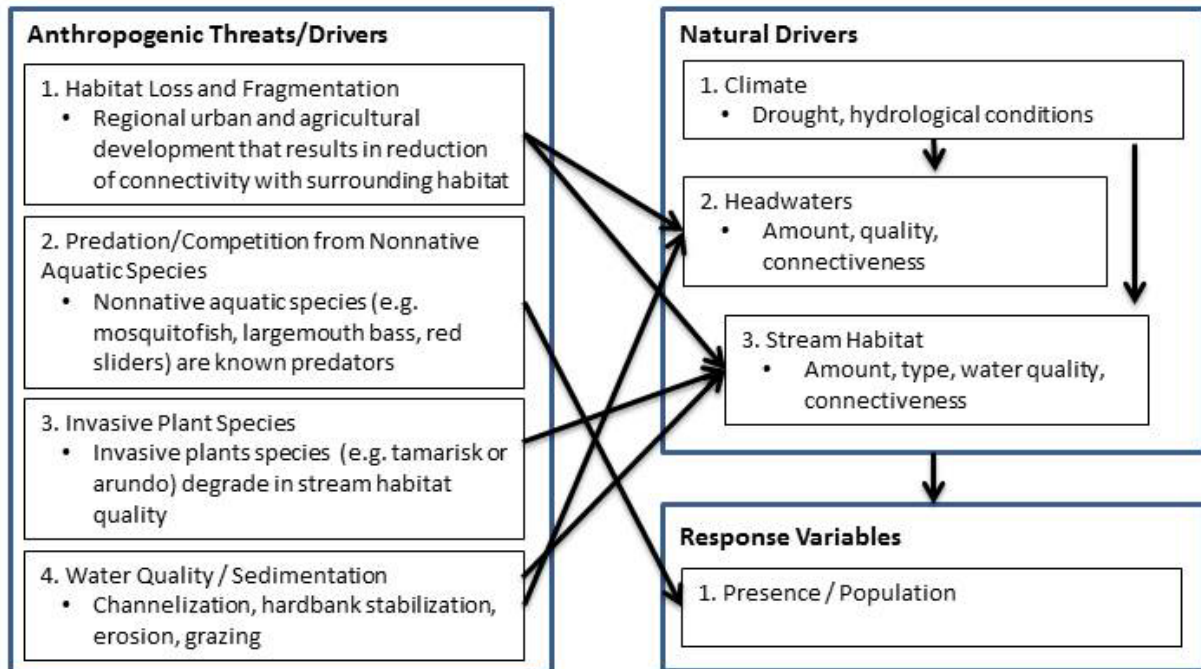 Anthropogenic Threats/Drivers
1. Habitat Loss and Fragmentation
• Regional urban and agricultural
development that results in reduction
of connectivity with surrounding habitat
2. Predation/Competition from Nonnative
Aquatic Species
• Nonnative aquatic species (e.g.
mosquitofish, largemouth bass, red
sliders) are known predators
3. Invasive Plant Species
• Invasive plants species (e.g. tamarisk or
arundo) degrade in stream habitat
quality
4. Water Quality / Sedimentation
• Channelization, hardbank stabilization,
erosion, grazing
Natural Drivers
1. Climate
• Drought, hydrological conditions
2. Headwaters
• Amount, quality,
connectiveness
3. Stream Habitat
• Amount, type, water quality,
connectiveness
Response Variables
1. Presence / Population